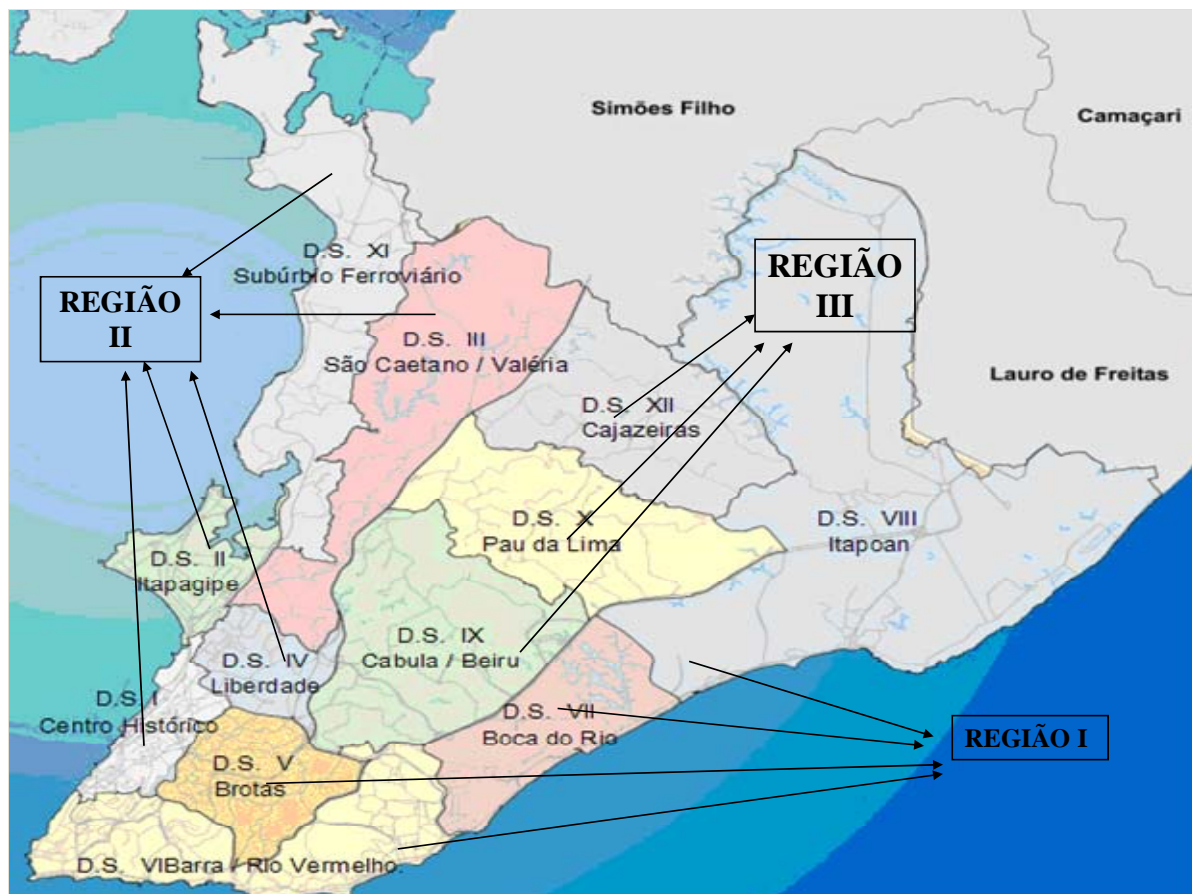 Simões Filho
Camaçari
D.S. XI
Subúrbio Ferroviário
REGIÃO
II
REGIÃO
III
D.S. III
São Caetano / Valéria
Lauro de Freitas
D.S. XII
Cajazeiras
D.S. X
Pau da Lima
D.S. VIII
Itapoan
D.S. II
Itapagipe
D.S. IX
Cabula / Beiru
D.S. IV
Liberdade
D.S. I
Centro Histórico
D.S. VII
Boca do Rio
REGIÃO I
D.S. V
Brotas
D.S. VIBarra / Rio Vermelho.